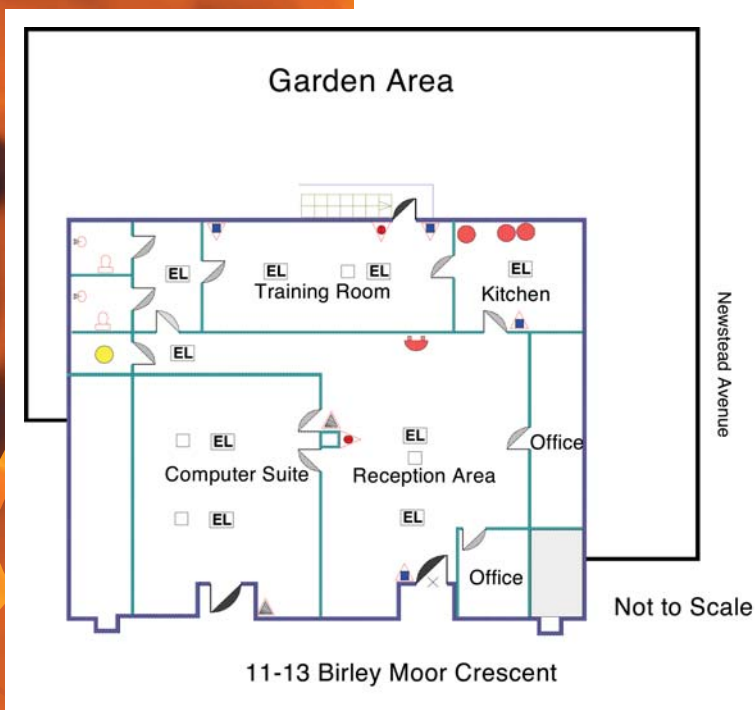 Garden Area
EL
EL
EL
EL
Training Room
Kitchen
Newstead Avenue
EL
EL
EL
Office
Computer Suite
Reception Area
EL
EL
Office
Not to Scale
11-13 Birley Moor Crescent